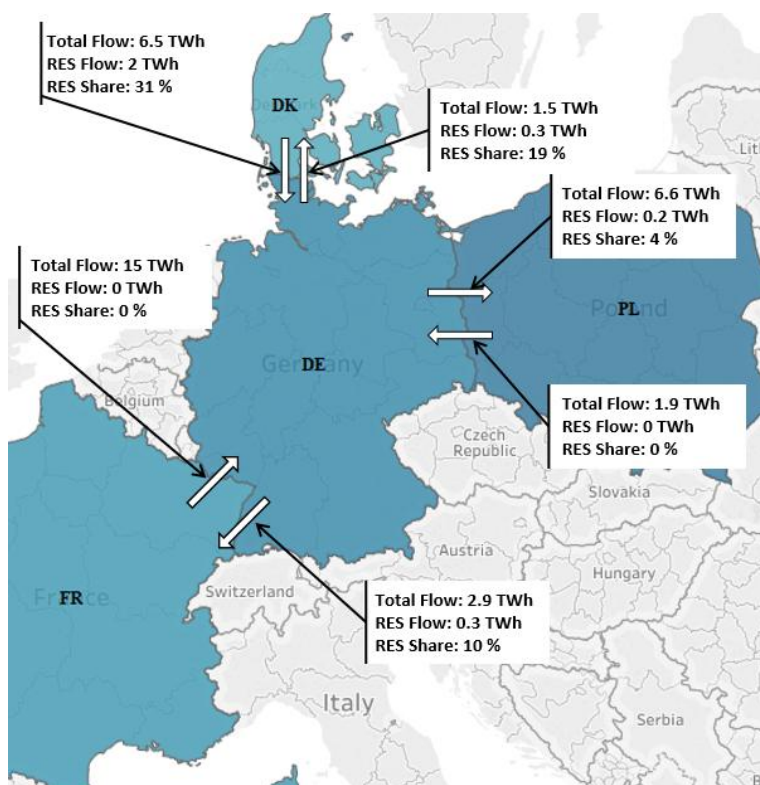 Total Flow: 6.5 TWh
RES Flow: 2 TWh
RES Share: 31 %
DK
Total Flow: 1.5 TWh
RES Flow: 0.3 TWh
RES Share: 19 %
Lith
Total Flow: 6.6 TWh
RES Flow: 0.2 TWh
RES Share: 4 %
Total Flow: 15 TWh
RES Flow: 0 TWh
RES Share: 0 %
Poland
PL
Germany
DE
Belgium
Total Flow: 1.9 TWh
RES Flow: 0 TWh
RES Share: 0 %
Czech
Republic
Slovakia
Austria
Hungary
Switzerland
France
FR
Total Flow: 2.9 TWh
RES Flow: 0.3 TWh
RES Share: 10 %
Italy
Serbia